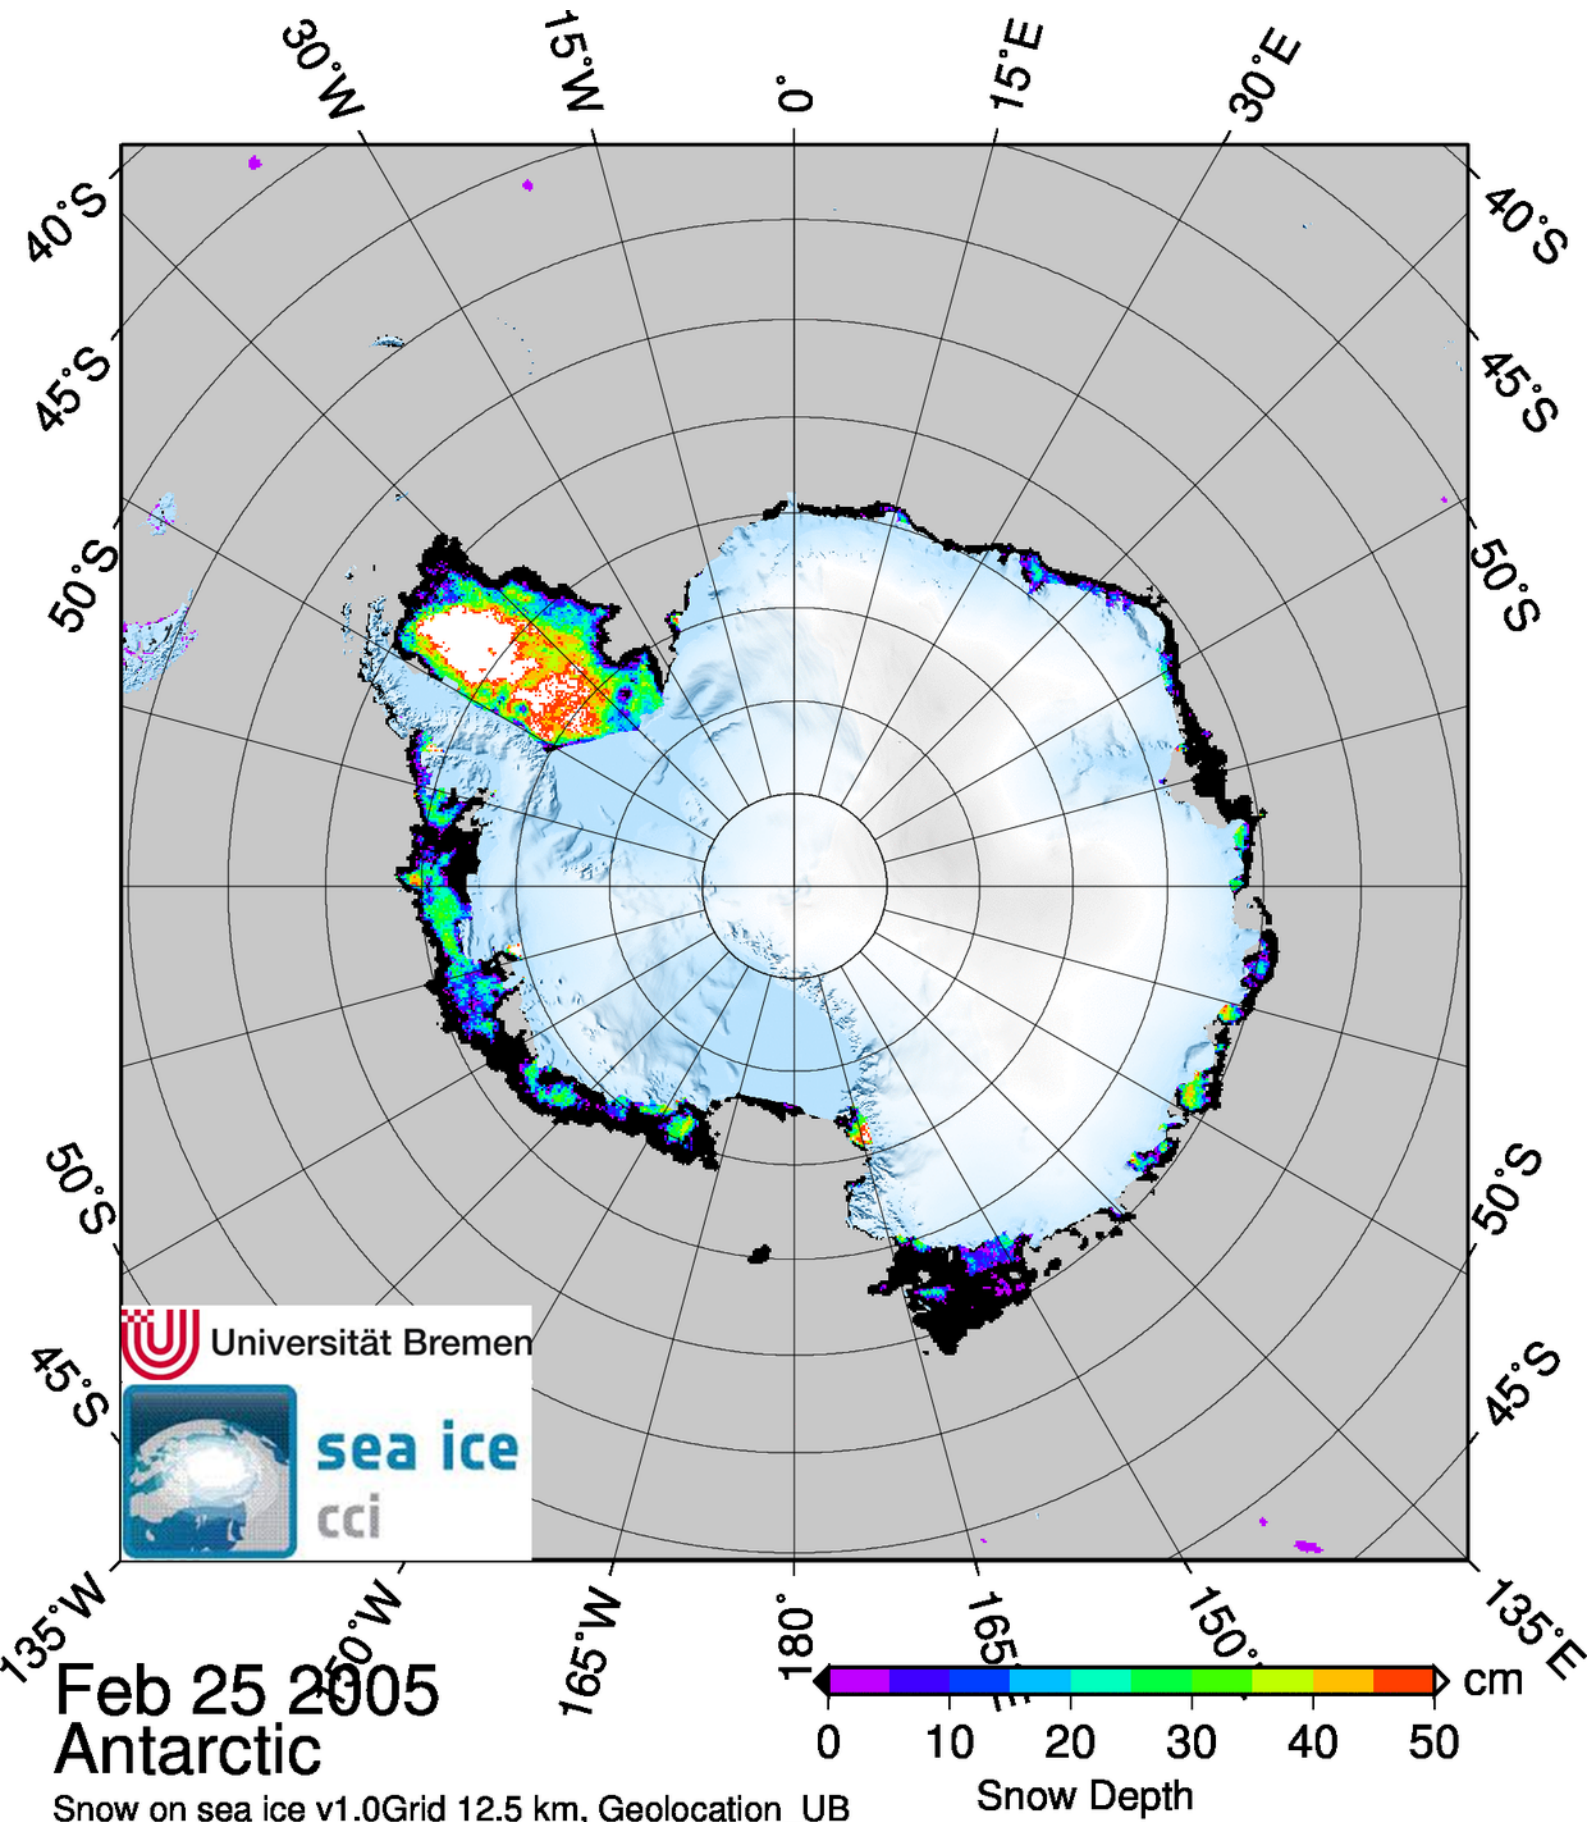 30°W 15°W 0° 15°E 30°E
40°S 40°S
45°S 45°S
50°S 50°S
50°S 50°S
45°S 45°S
Universität Bremen
sea ice
cci
135°W 165°W 180° 135°E
Feb 25 2005
Antarctic
Snow on sea ice v1.0Grid 12.5 km, Geolocation UB
cm
0 10 20 30 40 50
Snow Depth